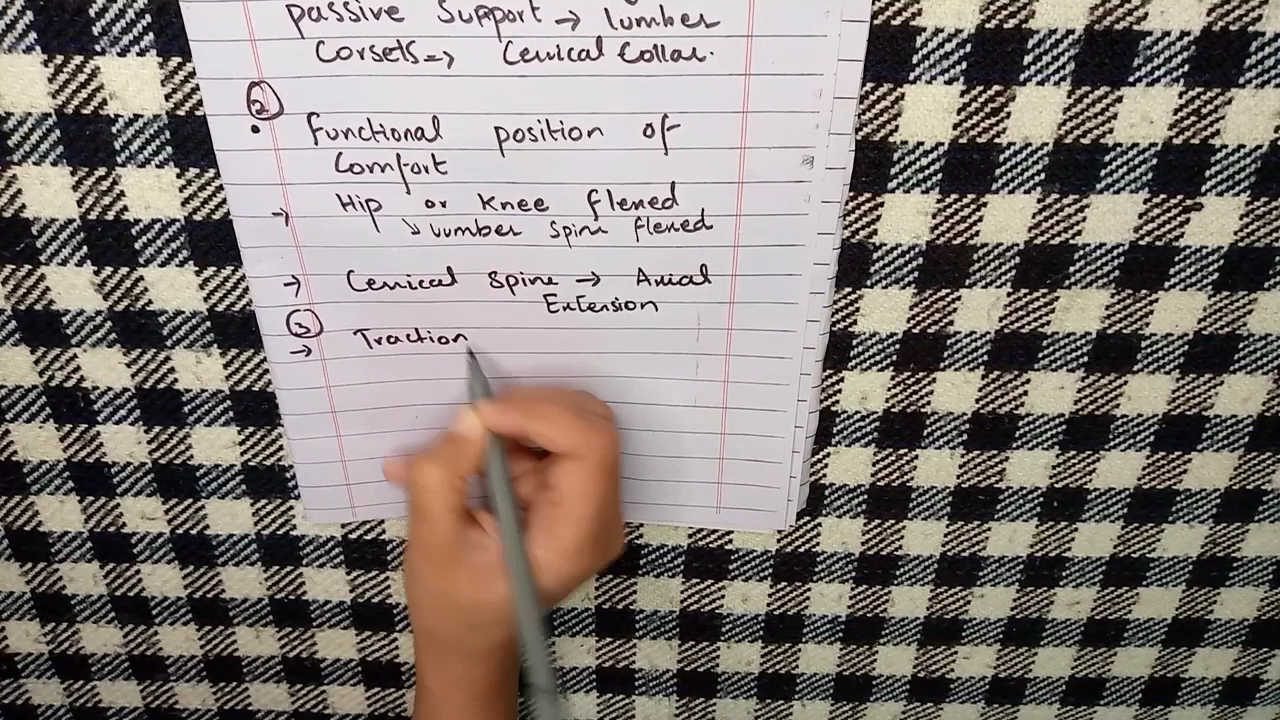 passive Support → lumber
Corsets => Cervical Collar.
2
• functional position of
Comfort
→ Hip or Knee flexed
↘ lumber Spine flexed
→ Cervical Spine → Axial
Extension
3
→ Traction